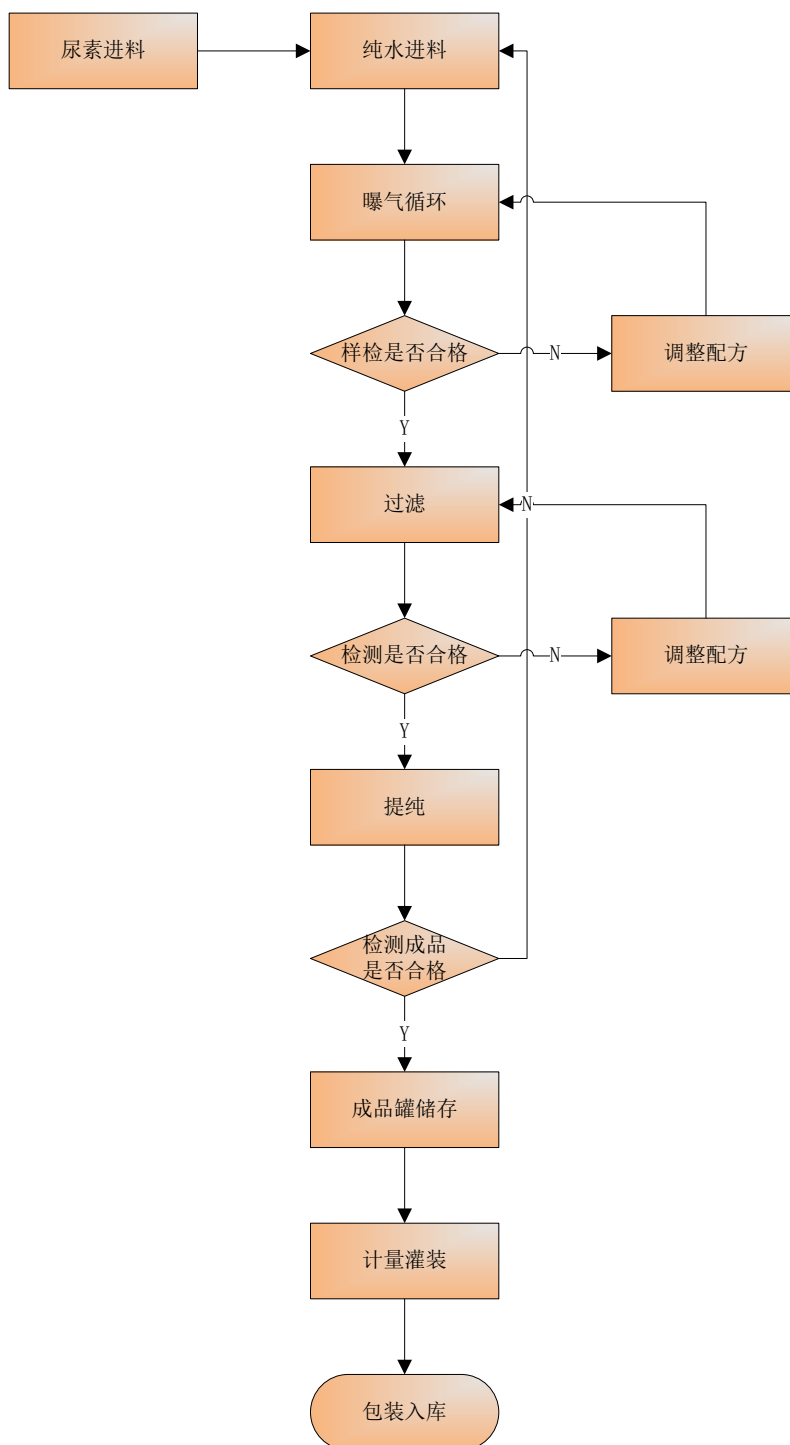 尿素进料
纯水进料
曝气循环
样检是否合格
N
调整配方
Y
过滤
N
检测是否合格
N
调整配方
Y
提纯
检测成品
是否合格
Y
成品罐储存
计量灌装
包装入库